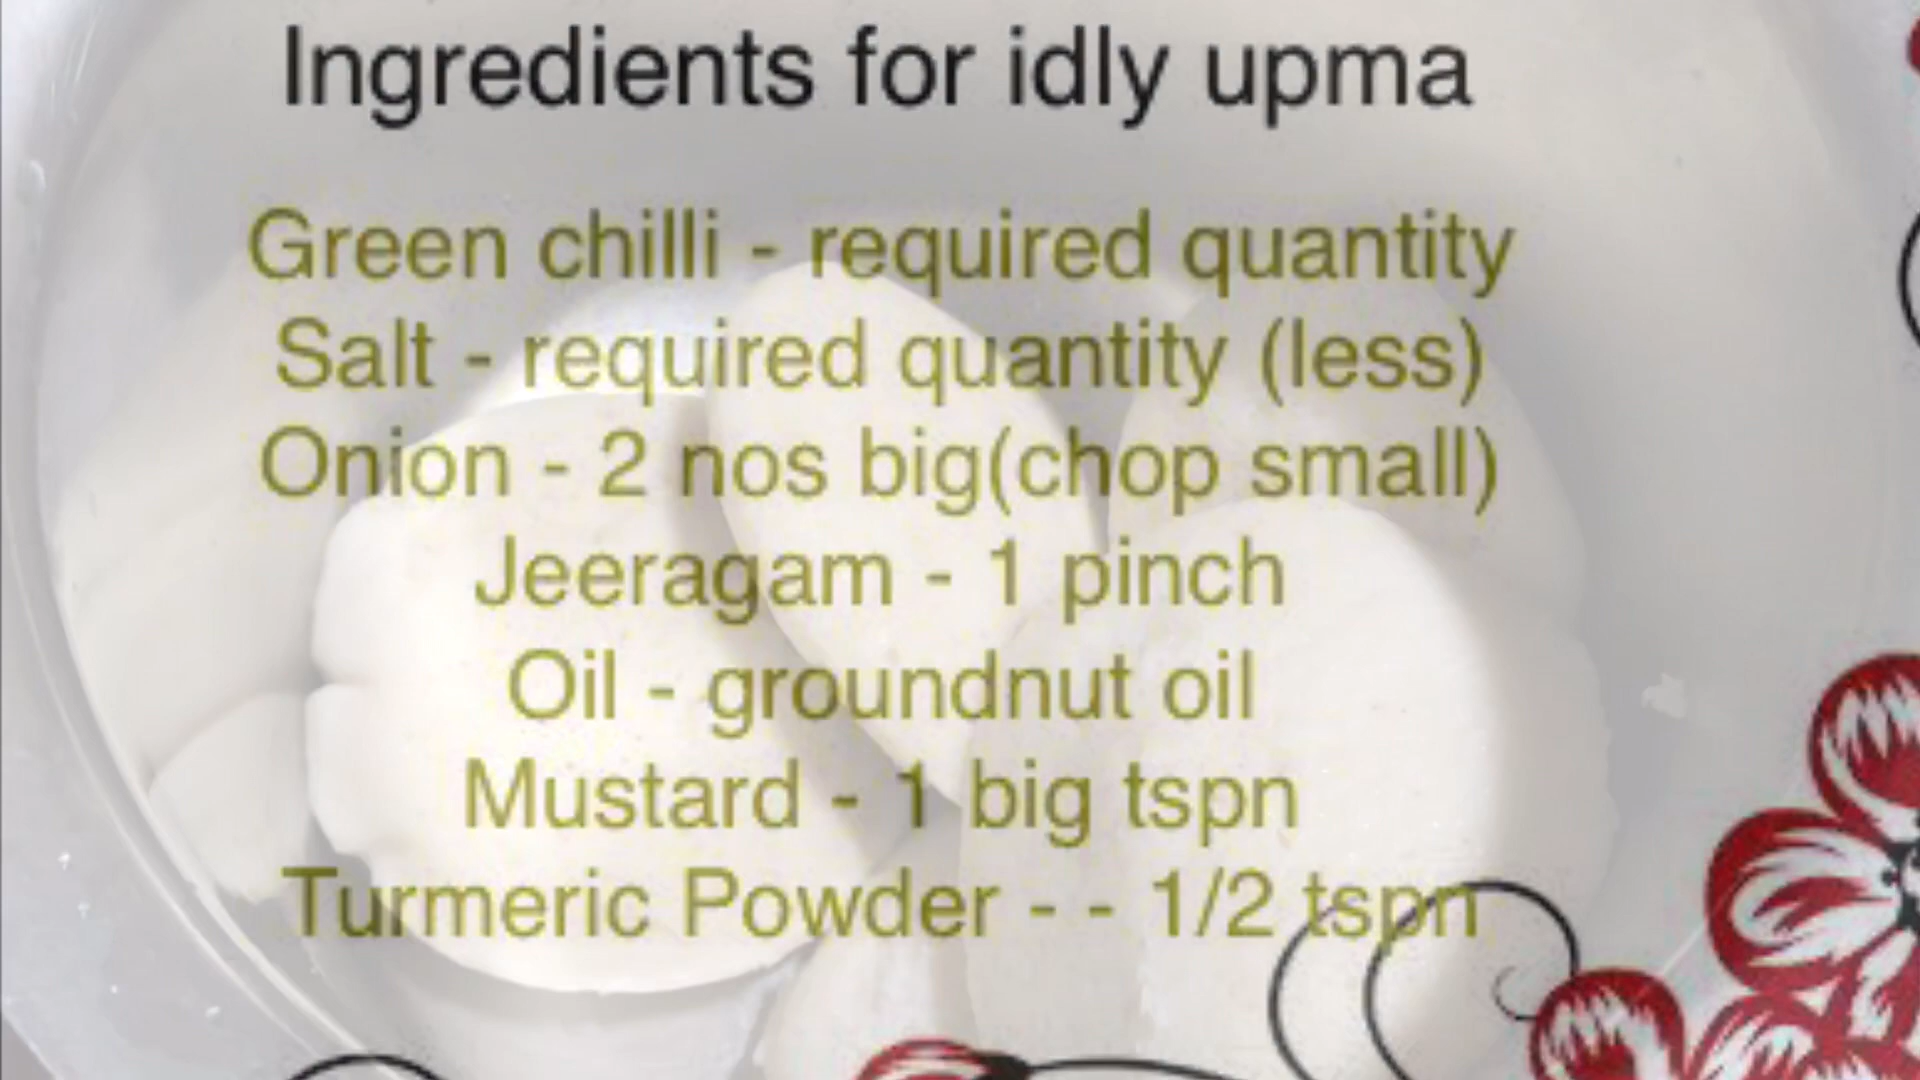 Ingredients for idly upma
Green chilli - required quantity
Salt - required quantity (less)
Onion - 2 nos big(chop small)
Jeeragam - 1 pinch
Oil - groundnut oil
Mustard - 1 big tspn
Turmeric Powder - - 1/2 tspn